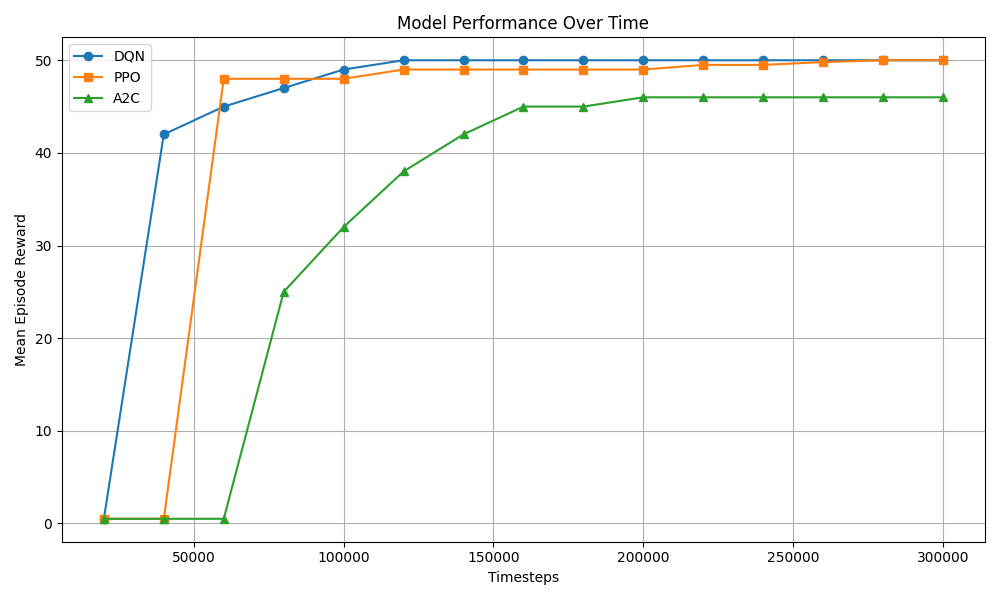 Model Performance Over Time
DQN
PPO
A2C
Mean Episode Reward
50
40
30
20
10
0
50000
100000
150000
200000
250000
300000
Timesteps